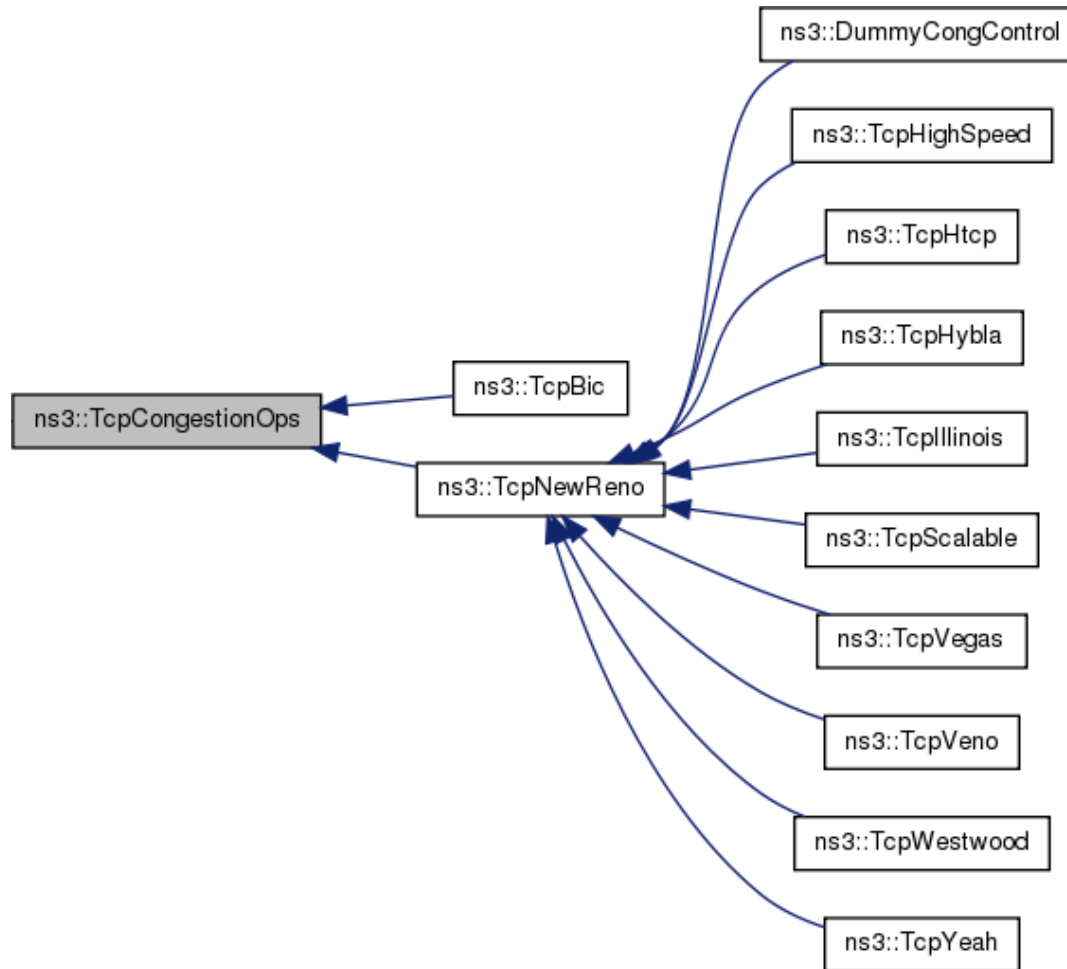 ns3::DummyCongControl
ns3::TcpHighSpeed
ns3::TcpHtcp
ns3::TcpHybla
ns3::TcpBic
ns3::TcpCongestionOps
ns3::TcpIllinois
ns3::TcpNewReno
ns3::TcpScalable
ns3::TcpVegas
ns3::TcpVeno
ns3::TcpWestwood
ns3::TcpYeah